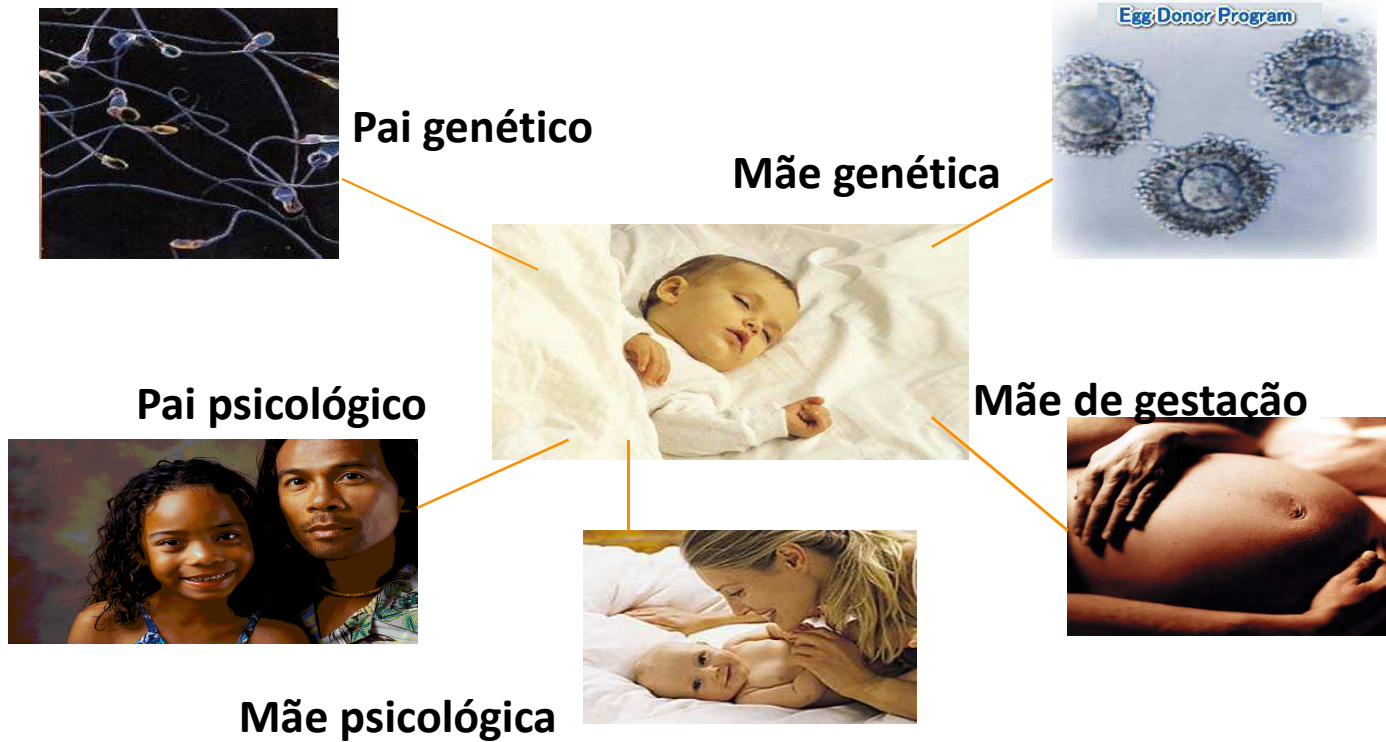 Egg Donor Program
Pai genético
Mãe genética
Pai psicológico
Mãe de gestação
Mãe psicológica